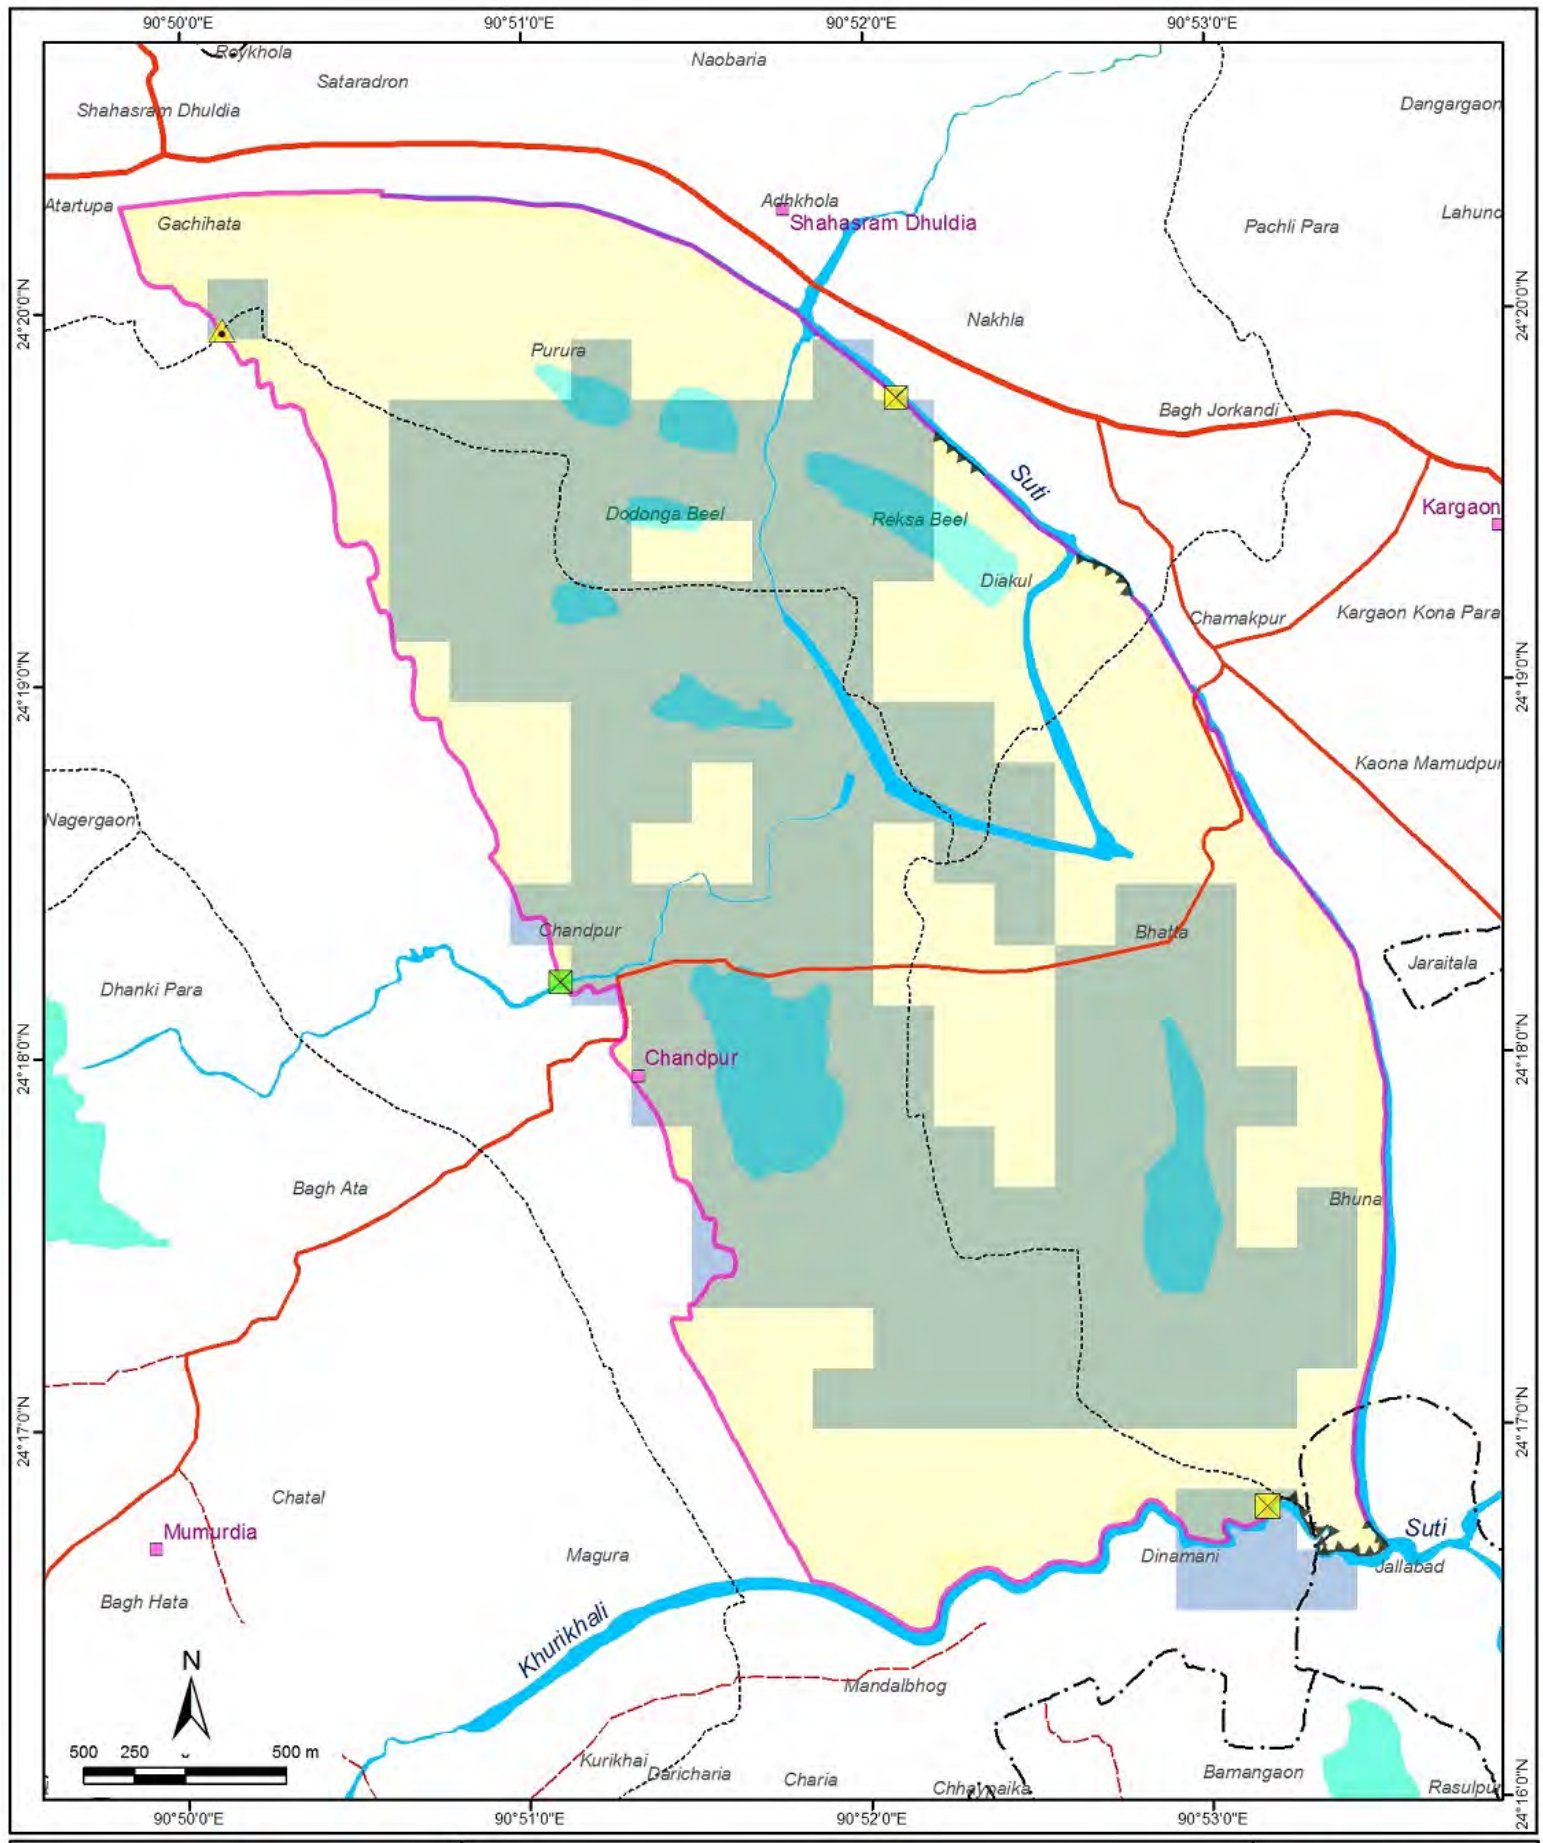 90°50'0"E
90°51'0"E
90°52'0"E
90°53'0"E
Roykhola
Naobaria
Sataradron
Dangargaon
Shahasram Dhuldia
Adhkhola
Atartupa
Lahund
Gachihata
Shahasram Dhuldia
Pachli Para
24°20'0"N
24°20'0"N
Nakhla
Purura
Bagh Jorkandi
Suti
Kargaon
Dodonga Beel
Reksa Beel
Diakul
Chamakpur
Kargaon Kona Para
24°19'0"N
24°19'0"N
Kaona Mamudpur
Nagergaon
Chandpur
Bhatta
Jaraitala
Dhanki Para
24°18'0"N
24°18'0"N
Chandpur
Bagh Ata
Bhuna
24°17'0"N
24°17'0"N
Chatal
Mumurdia
Suti
Magura
Dinamani
Jallabad
Bagh Hata
Khurikhali
N
Mandalbhog
500 250 500 m
Kurikhai
Daricharia
Charia
Chhaypaika
Bamangaon
Rasulpur
24°16'0"N
90°50'0"E
90°51'0"E
90°52'0"E
90°53'0"E